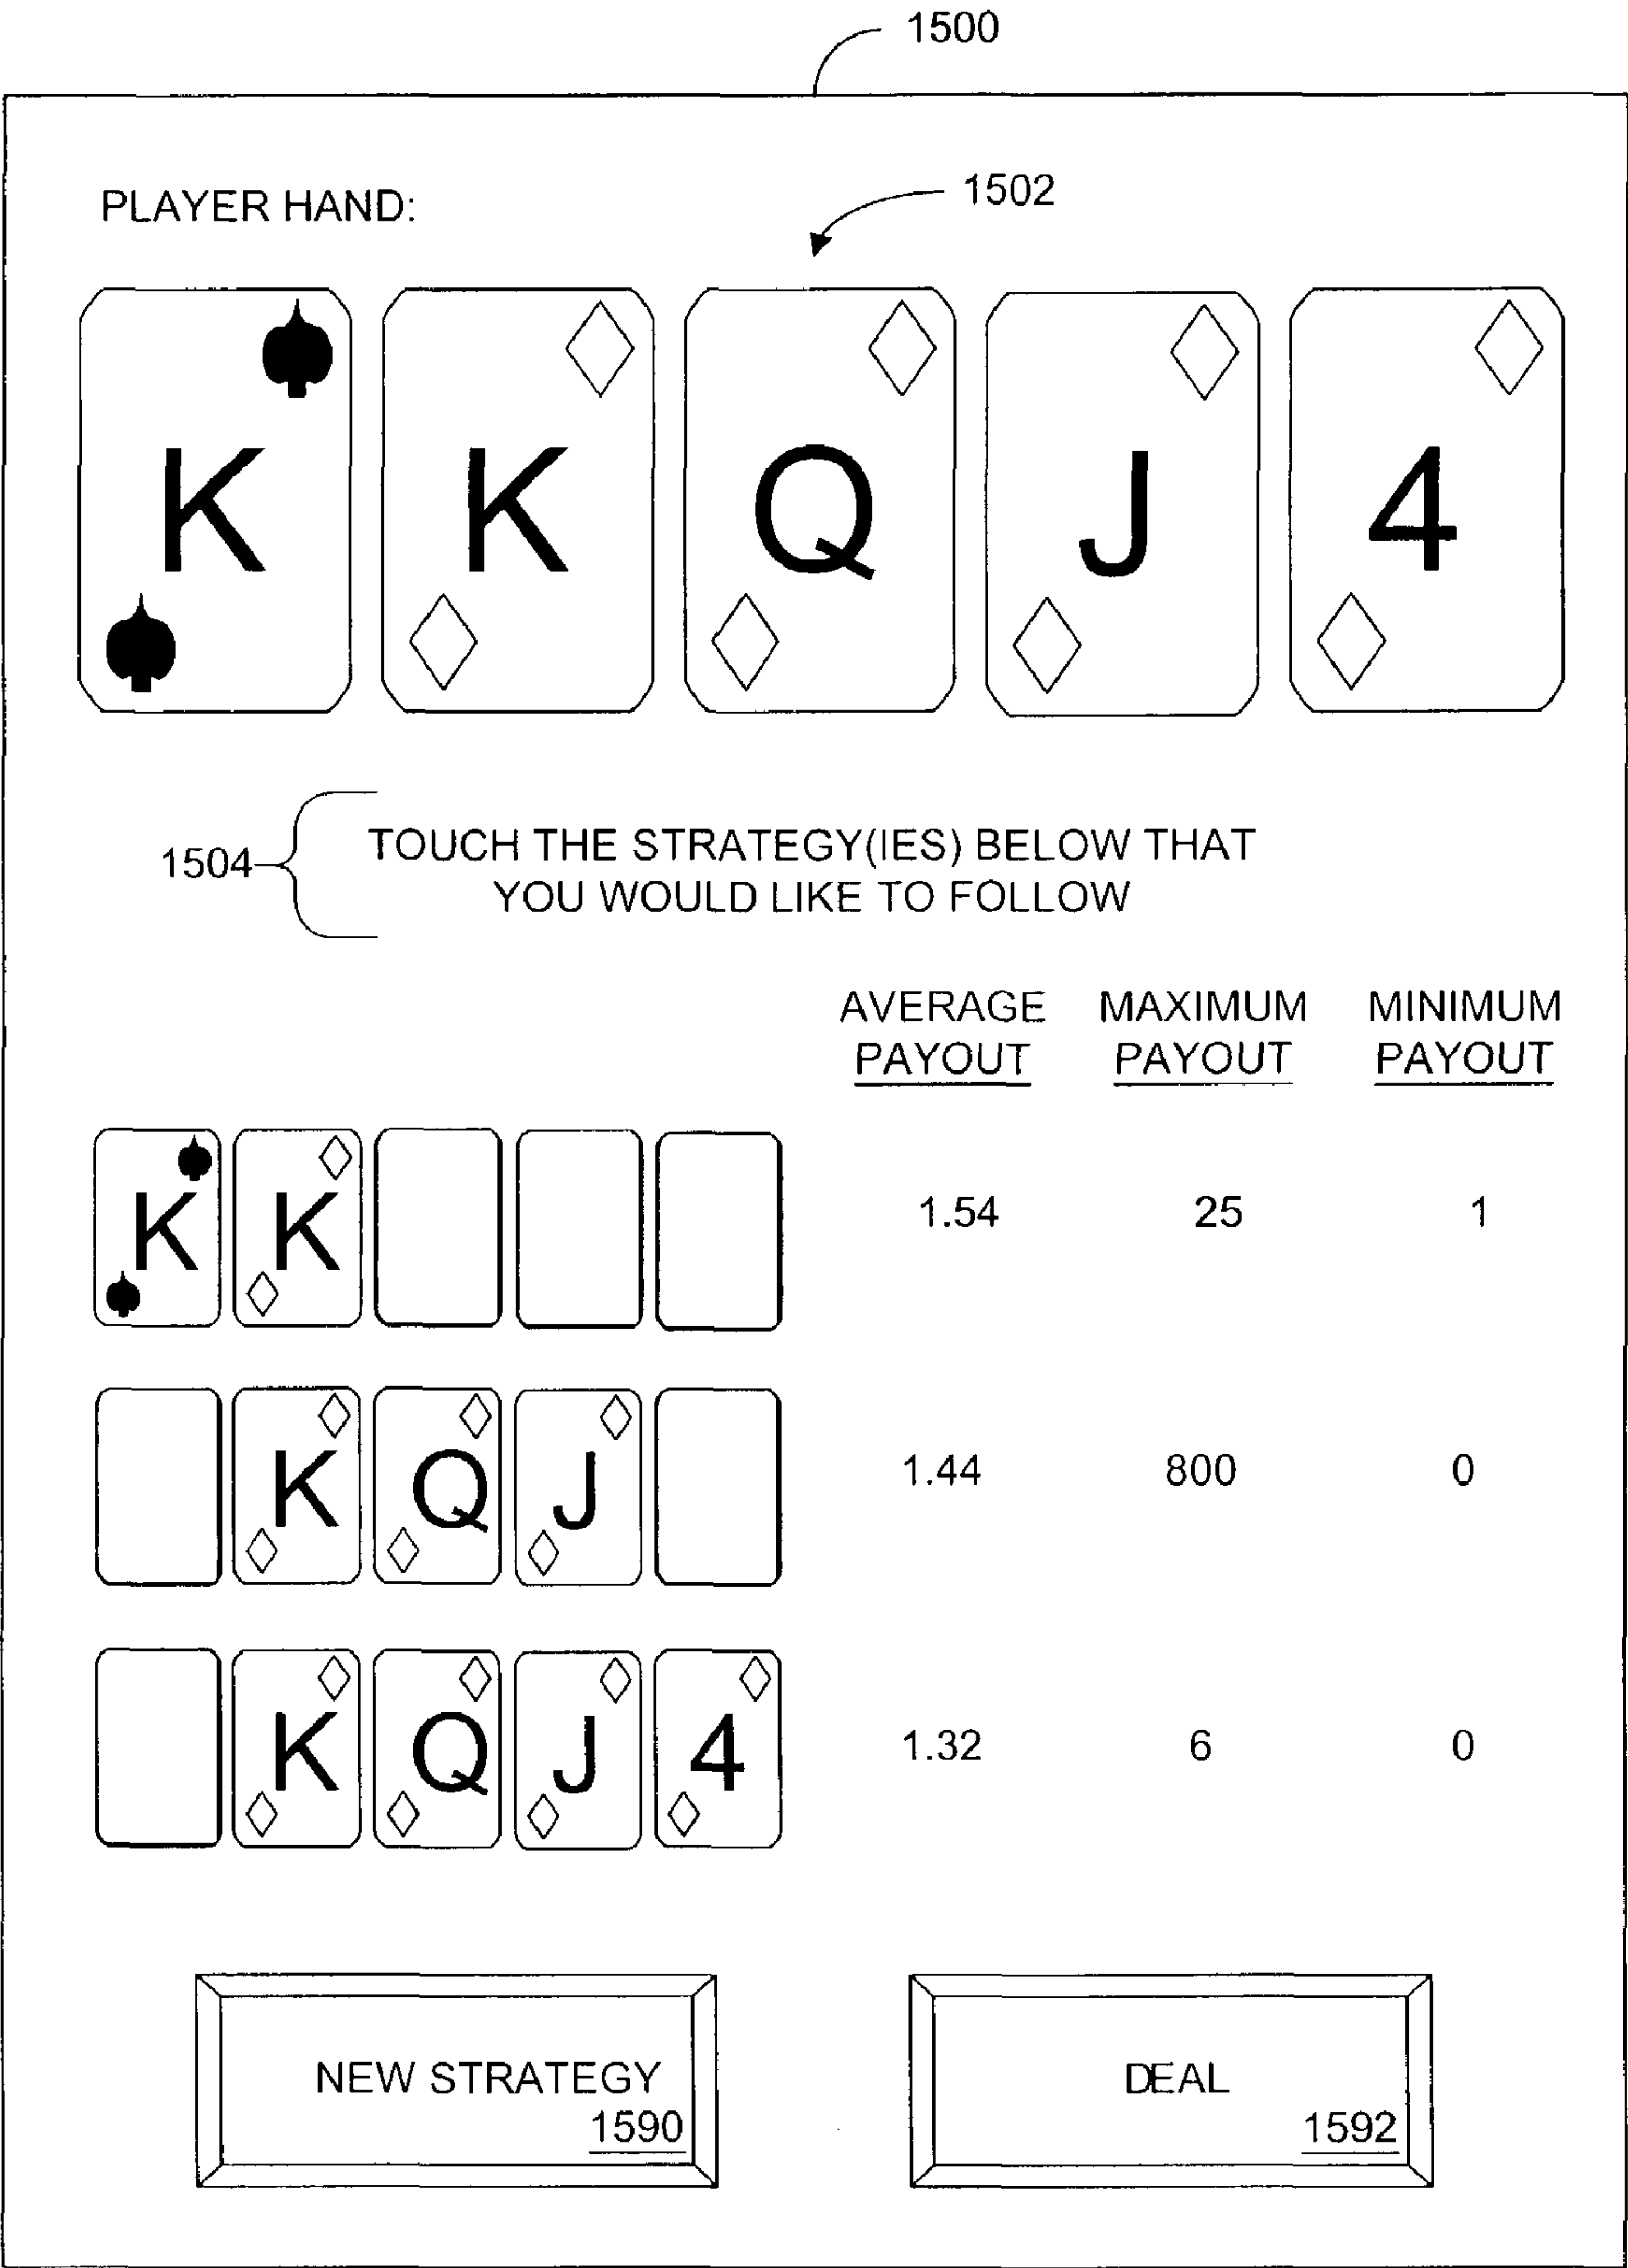 1500
PLAYER HAND:
1502
K K Q J 4
1504
TOUCH THE STRATEGY(IES) BELOW THAT
YOU WOULD LIKE TO FOLLOW
AVERAGE MAXIMUM MINIMUM
PAYOUT PAYOUT PAYOUT
K K 1.54 25 1
K Q J 1.44 800 0
K Q J 4 1.32 6 0
NEW STRATEGY DEAL
1590 1592